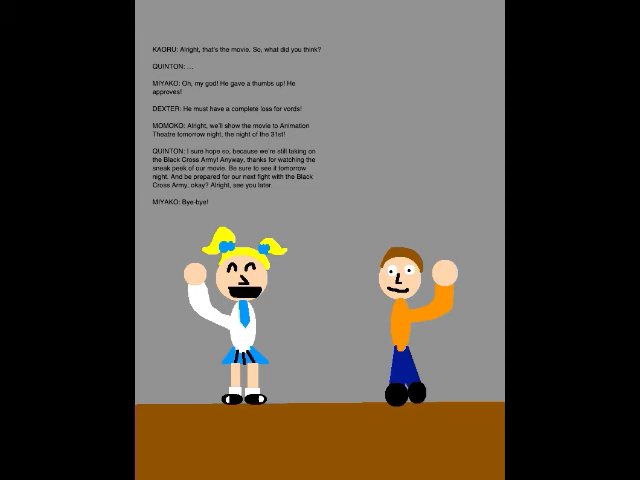 KAORU: Alright, that's the movie. So, what did you think?
QUINTON: ...
MIYAKO: Oh, my god! He gave a thumbs up! He
approves!
DEXTER: He must have a complete loss for vords!
MOMOKO: Alright, we'll show the movie to Animation
Theatre tomorrow night, the night of the 31st!
QUINTON: I sure hope so, because we're still taking on
the Black Cross Army! Anyway, thanks for watching the
sneak peek of our movie. Be sure to see it tomorrow
night. And be prepared for our next fight with the Black
Cross Army, okay? Alright, see you later
MIYAKO: Bye-bye!